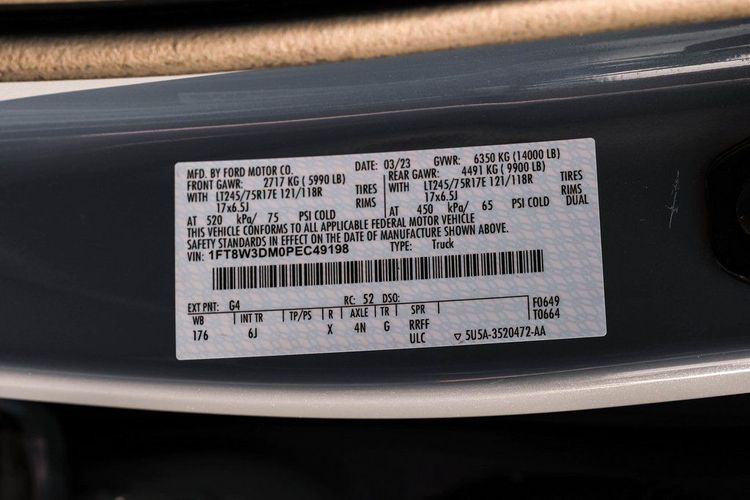 MFD. BY FORD MOTOR CO.
DATE: 03/23 GVWR: 6350 KG (14000 LB)
FRONT GAWR: 2717 KG ( 5990 LB)
REAR GAWR: 4491 KG ( 9900 LB)
WITH LT245/75R17E 121/118R TIRES
WITH LT245/75R17E 121/118R TIRES
17x6.5J RIMS
17x6.5J RIMS
AT 520 kPa/ 75 PSI COLD
AT 450 kPa/ 65 PSI COLD DUAL
THIS VEHICLE CONFORMS TO ALL APPLICABLE FEDERAL MOTOR VEHICLE
SAFETY STANDARDS IN EFFECT ON THE DATE OF MANUFACTURE SHOWN ABOVE.
VIN: 1FT8W3DM0PEC49198 TYPE: Truck
EXT PNT: G4 RC: 52 DSO: F0649
WB INT TR TP/PS R AXLE TR SPR T0664
176 6J X 4N G RRFF
ULC ▽ 5U5A-3520472-AA